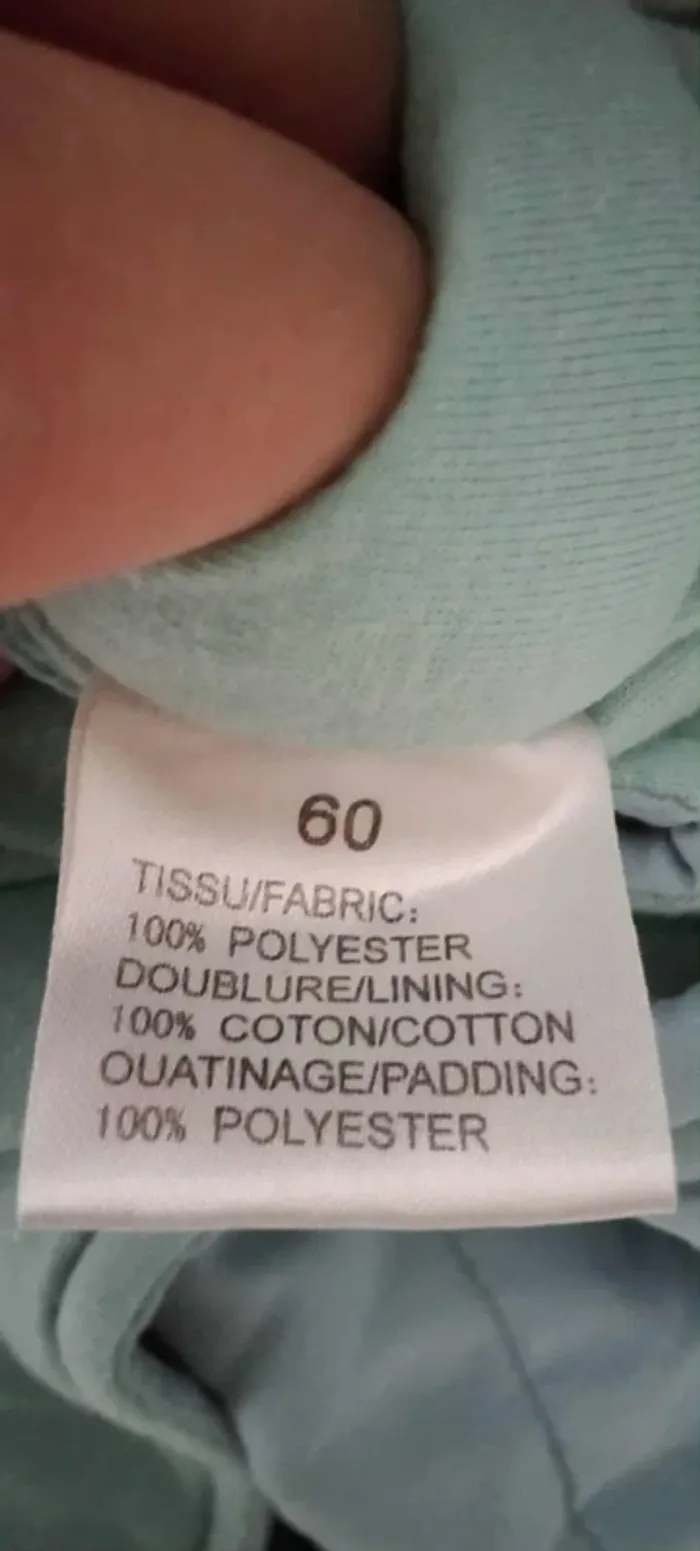 60
TISSU/FABRIC:
100% POLYESTER
DOUBLURE/LINING:
100% COTON/COTTON
OUATINAGE/PADDING:
100% POLYESTER